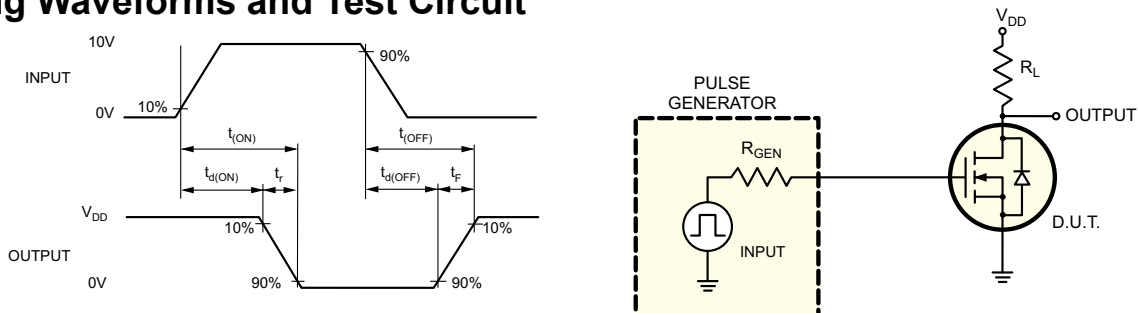 ng Waveforms and Test Circuit
10V
90%
INPUT
10%
0V
t(ON)
t(OFF)
td(ON)
tr
td(OFF)
tF
VDD
10%
10%
OUTPUT
0V
90%
90%
VDD
RL
PULSE
GENERATOR
OUTPUT
RGEN
D.U.T.
INPUT